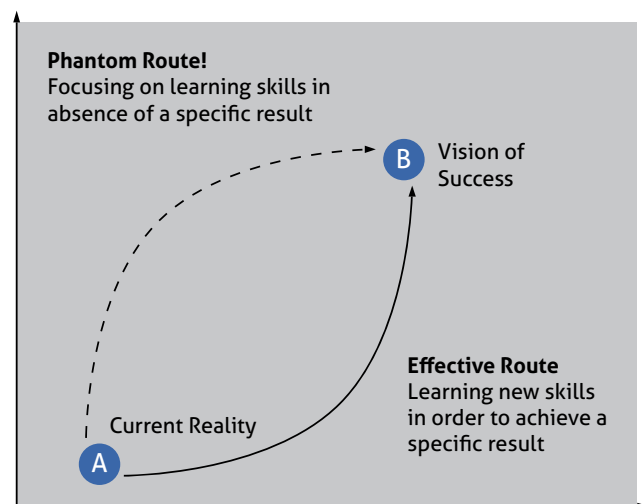 Phantom Route!
Focusing on learning skills in
absence of a specific result
B
Vision of
Success
Effective Route
Learning new skills
in order to achieve a
specific result
Current Reality
A